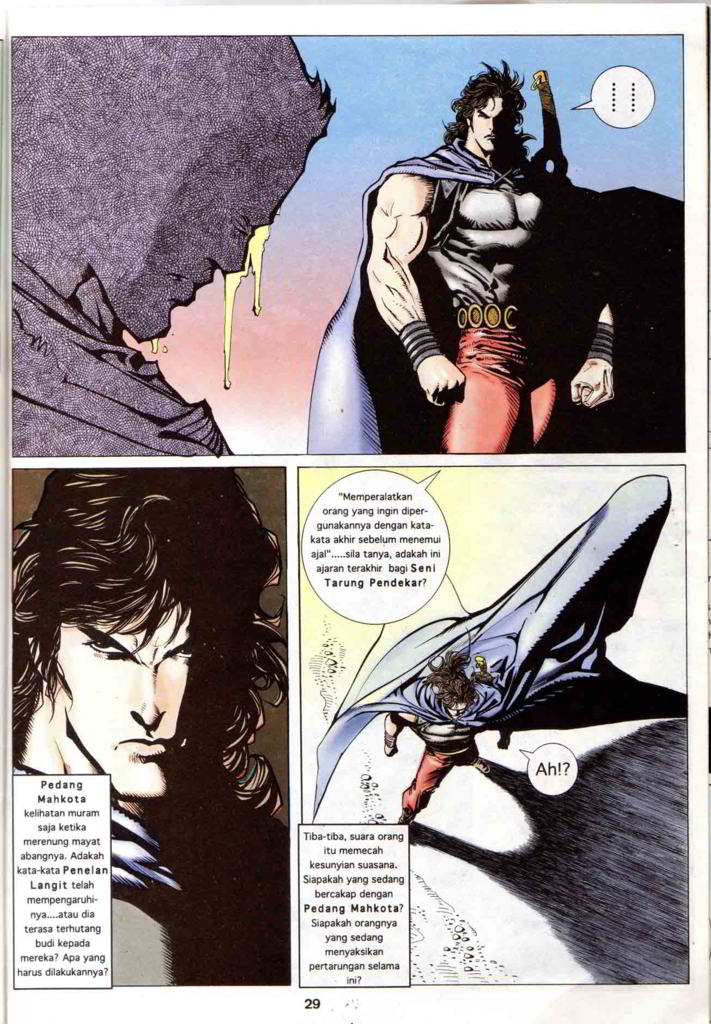 "Memperalatkan
orang yang ingin diper-
gunakannya dengan kata-
kata akhir sebelum menemui
ajal".....sila tanya, adakah ini
ajaran terakhir bagi Seni
Tarung Pendekar?
Ah!?
Pedang
Mahkota
kelihatan muram
saja ketika
merenung mayat
abangnya. Adakah
kata-kata Penelan
Langit telah
mempengaruhi-
nya....atau dia
terasa terhutang
budi kepada
mereka? Apa yang
harus dilakukannya?
Tiba-tiba, suara orang
itu memecah
kesunyian suasana.
Siapakah yang sedang
bercakap dengan
Pedang Mahkota?
Siapakah orangnya
yang sedang
menyaksikan
pertarungan selama
ini?
29